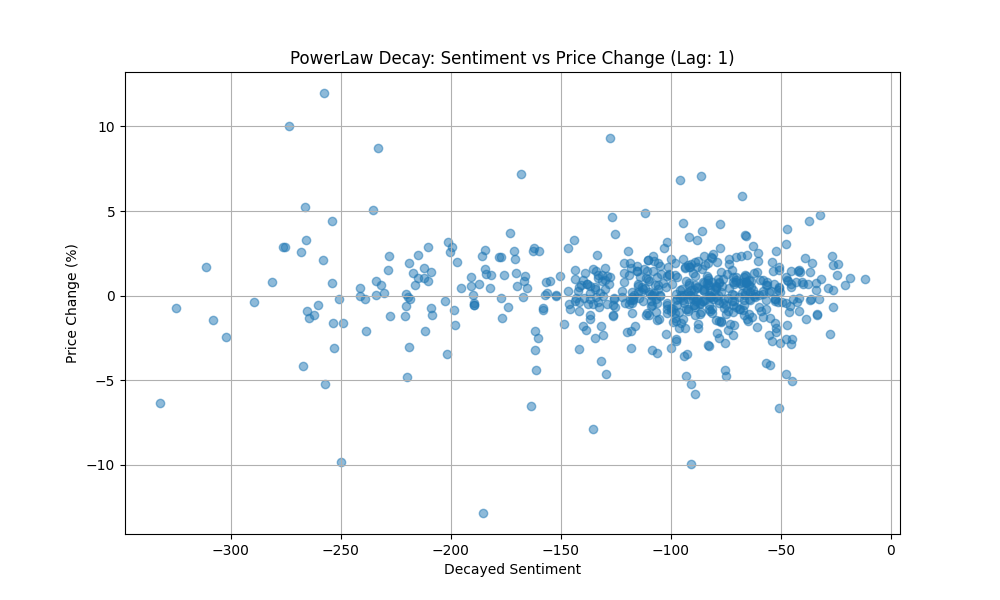 PowerLaw Decay: Sentiment vs Price Change (Lag: 1)
Price Change (%)
10
5
0
−5
−10
−300 −250 −200 −150 −100 −50 0
Decayed Sentiment